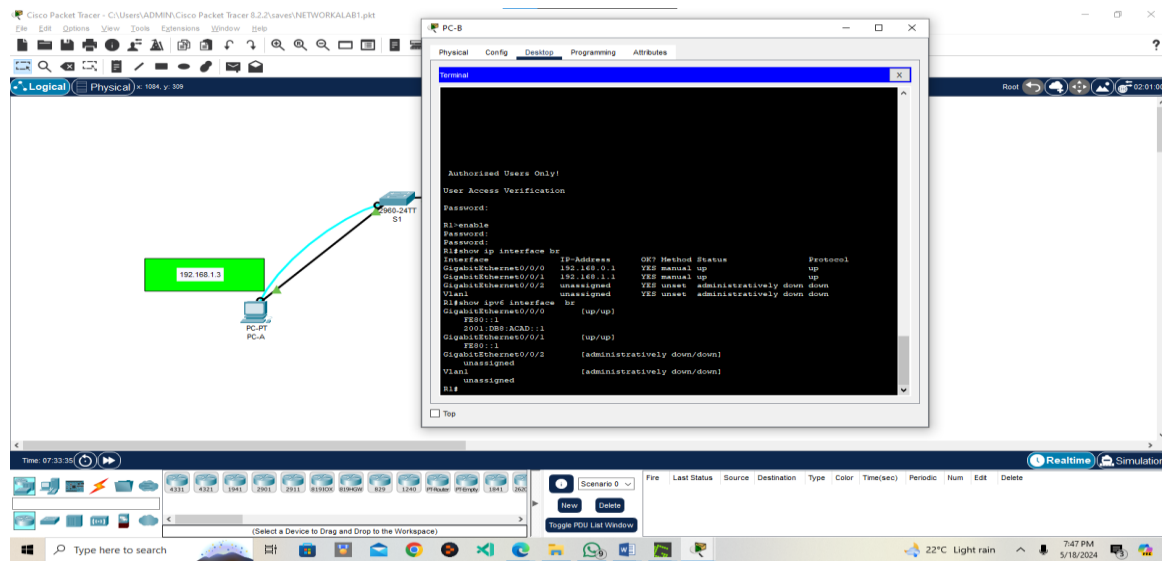 Cisco Packet Tracer - C:\Users\ADMIN\Cisco Packet Tracer 8.2.2\saves\NETWORKALAB1.pkt
File Edit Options View Tools Extensions Window Help
Logical Physical x: 1084, y: 309
Root 02:01:00
192.168.1.3
PC-PT
PC-A
2960-24TT
S1
PC-B
Physical Config Desktop Programming Attributes
Terminal
X
Authorized Users Only!
User Access Verification
Password:
R1>enable
Password:
Password:
R1#show ip interface br
Interface IP-Address OK? Method Status Protocol
GigabitEthernet0/0/0 192.168.0.1 YES manual up up
GigabitEthernet0/0/1 192.168.1.1 YES manual up up
GigabitEthernet0/0/2 unassigned YES unset administratively down down
Vlan1 unassigned YES unset administratively down down
R1#show ipv6 interface br
GigabitEthernet0/0/0 [up/up]
FE80::1
2001:DB8:ACAD::1
GigabitEthernet0/0/1 [up/up]
FE80::1
GigabitEthernet0/0/2 [administratively down/down]
unassigned
Vlan1 [administratively down/down]
unassigned
R1#
Top
Time: 07:33:35
Realtime Simulation
4331 4321 1941 2901 2911 819IOX 819HGW 829 1240 PT-Router PT-Empty 1841
(Select a Device to Drag and Drop to the Workspace)
Scenario 0
New Delete
Toggle PDU List Window
Fire Last Status Source Destination Type Color Time(sec) Periodic Num Edit Delete
Type here to search
22°C Light rain
7:47 PM
5/18/2024